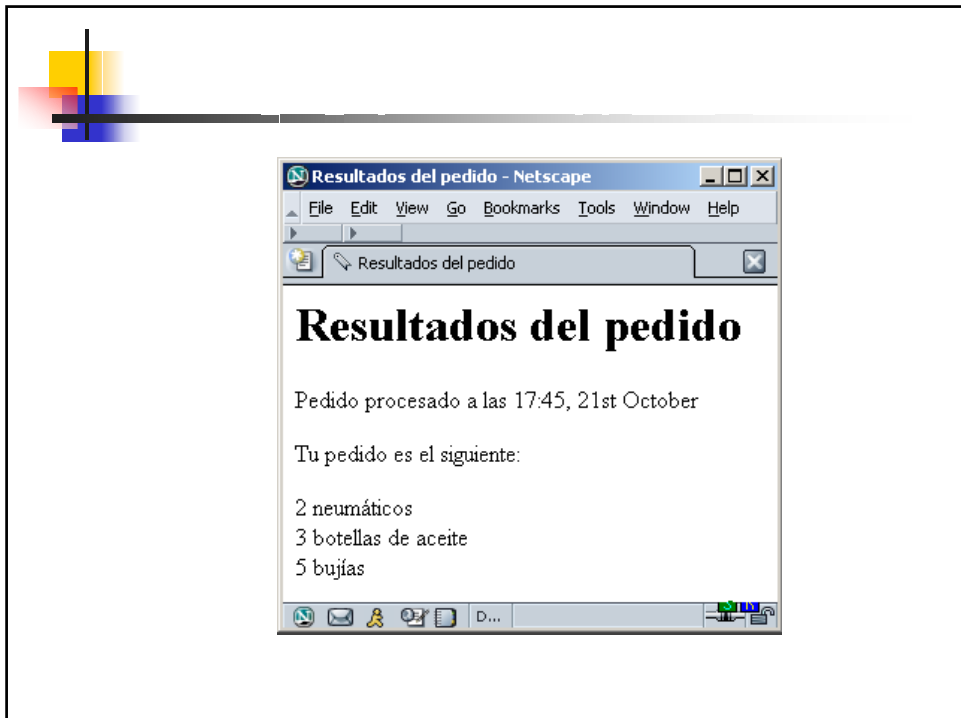 Resultados del pedido - Netscape
File Edit View Go Bookmarks Tools Window Help
Resultados del pedido
Resultados del pedido
Pedido procesado a las 17:45, 21st October
Tu pedido es el siguiente:
2 neumáticos
3 botellas de aceite
5 bujías
D...